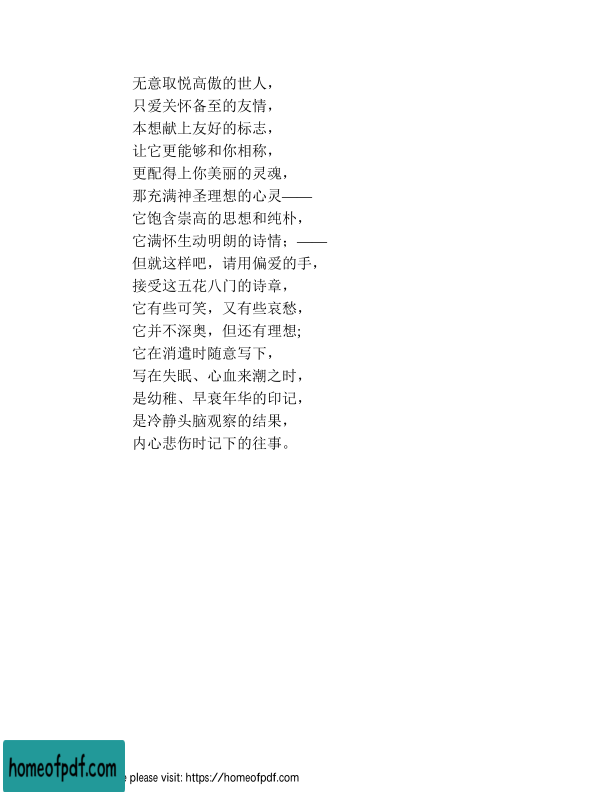 无意取悦高傲的世人，
只爱关怀备至的友情，
本想献上友好的标志，
让它更能够和你相称，
更配得上你美丽的灵魂，
那充满神圣理想的心灵——
它饱含崇高的思想和纯朴，
它满怀生动明朗的诗情；——
但就这样吧，请用偏爱的手，
接受这五花八门的诗章，
它有些可笑，又有些哀愁，
它并不深奥，但还有理想;
它在消遣时随意写下，
写在失眠、心血来潮之时，
是幼稚、早衰年华的印记，
是冷静头脑观察的结果，
内心悲伤时记下的往事。
homeofpdf.com
please visit: https://homeofpdf.com